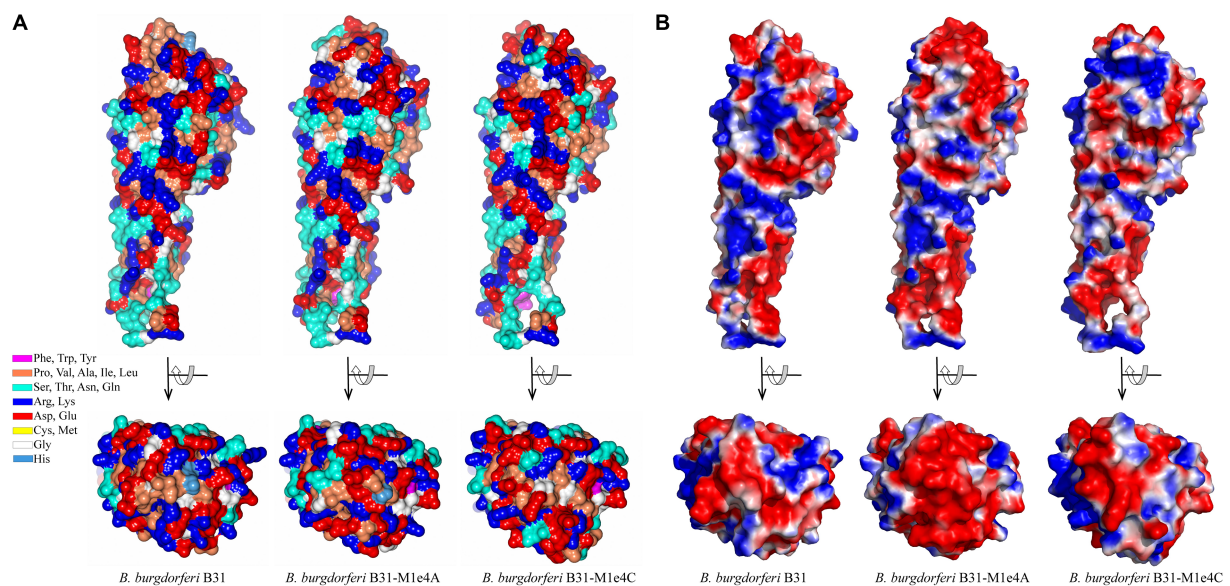 A
B
Phe, Trp, Tyr
Pro, Val, Ala, Ile, Leu
Ser, Thr, Asn, Gln
Arg, Lys
Asp, Glu
Cys, Met
Gly
His
B. burgdorferi B31
B. burgdorferi B31-M1e4A
B. burgdorferi B31-M1e4C
B. burgdorferi B31
B. burgdorferi B31-M1e4A
B. burgdorferi B31-M1e4C